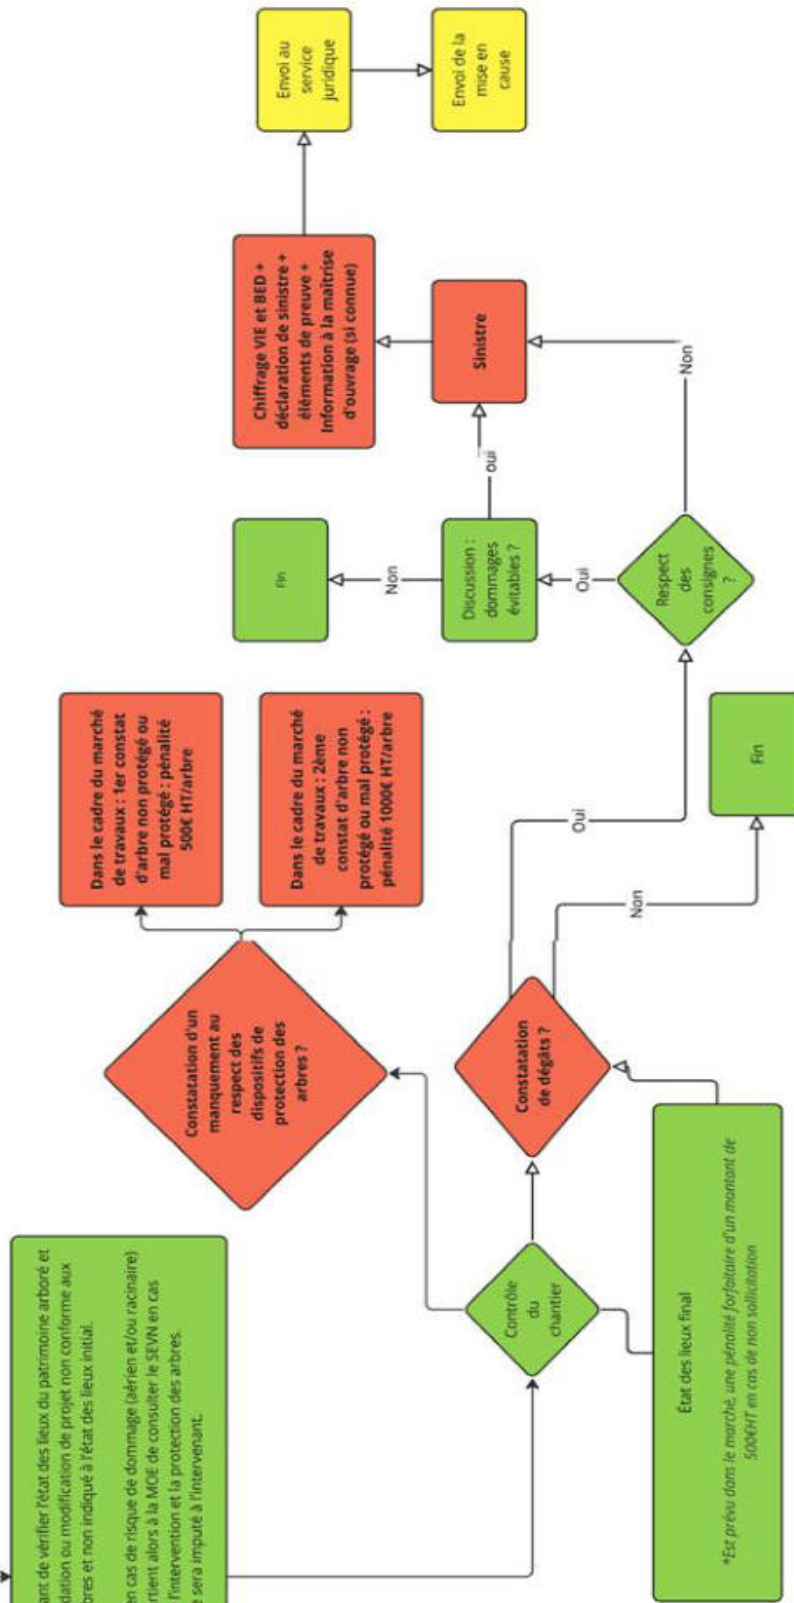 ant de vérifier l'état des lieux du patrimoine arboré et
dation ou modification de projet non conforme aux
bres et non indiqué à l'état des lieux initial.
en cas de risque de dommage (aérien et/ou racinaire)
rtient alors à la MOE de consulter le SEVN en cas
l'intervention et la protection des arbres.
e sera imputé à l'intervenant.
Contrôle
du
chantier
Etat des lieux final
*Est prévu dans le marché, une pénalité forfaitaire d'un montant de
500€HT en cas de non sollicitation
Constatation d'un
manquement au
respect des
dispositifs de
protection des
arbres ?
Dans le cadre du marché
de travaux : 1er constat
d'arbre non protégé ou
mal protégé : pénalité
500€ HT/arbre
Dans le cadre du marché
de travaux : 2ème
constat d'arbre non
protégé ou mal protégé :
pénalité 1000€ HT/arbre
Constatation
de dégâts ?
Oui
Non
Fin
Respect
des
consignes
?
Oui
Non
Discussion :
dommages
évitables ?
Non
Fin
oui
Sinistre
Chiffrage VIE et BED +
déclaration de sinistre +
éléments de preuve +
Information à la maîtrise
d'ouvrage (si connue)
Envoi au
service
juridique
Envoi de la
mise en
cause